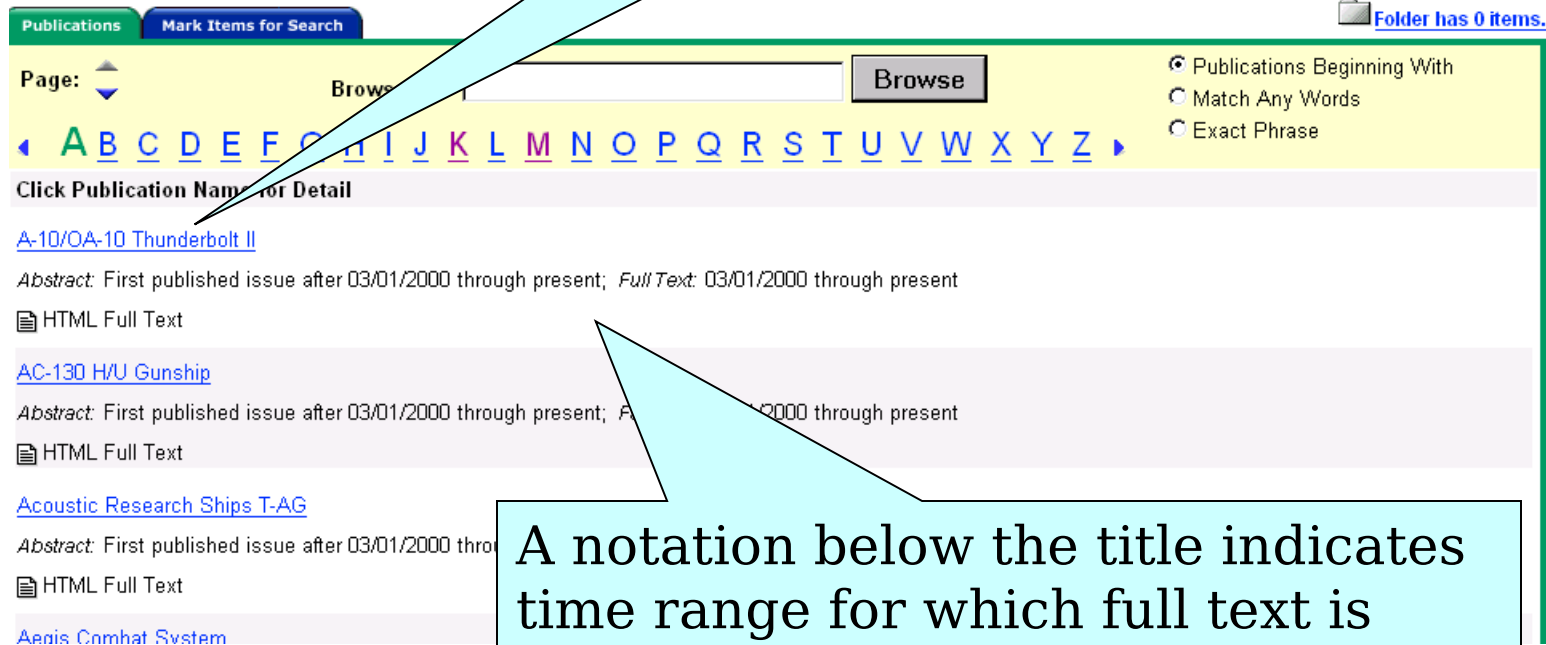 Publications Mark Items for Search Folder has 0 items.
Page: Browse Publications Beginning With
Match Any Words
A B C D E F G H I J K L M N O P Q R S T U V W X Y Z Exact Phrase
Click Publication Name for Detail
A-10/OA-10 Thunderbolt II
Abstract: First published issue after 03/01/2000 through present; Full Text: 03/01/2000 through present
HTML Full Text
AC-130 H/U Gunship
Abstract: First published issue after 03/01/2000 through present; 2000 through present
HTML Full Text
Acoustic Research Ships T-AG
Abstract: First published issue after 03/01/2000
HTML Full Text
Aegis Combat System
A notation below the title indicates
time range for which full text is